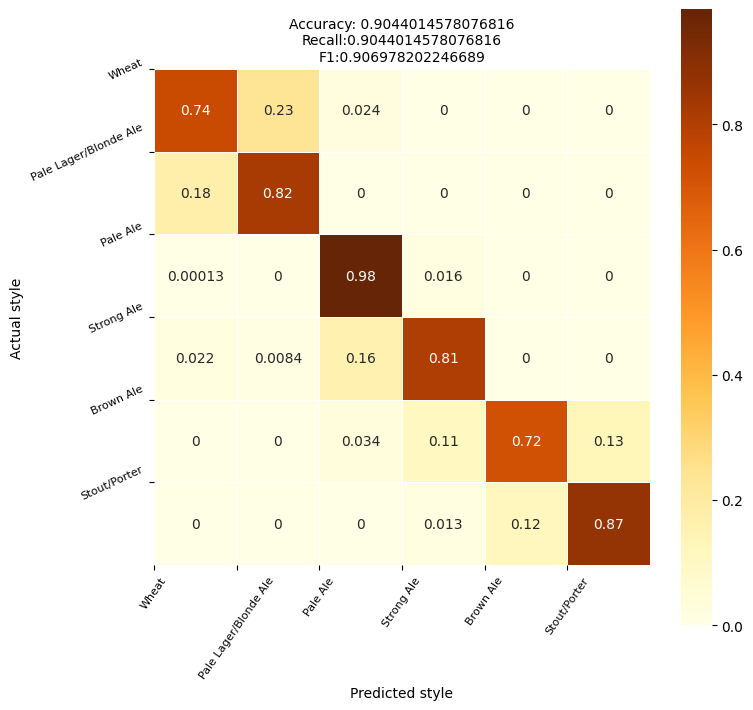 Accuracy: 0.9044014578076816
Recall:0.9044014578076816
F1:0.906978202246689
Wheat
0.74 0.23 0.024 0 0 0
Pale Lager/Blonde Ale
0.18 0.82 0 0 0 0
Pale Ale
0.00013 0 0.98 0.016 0 0
Strong Ale
0.022 0.0084 0.16 0.81 0 0
Brown Ale
0 0 0.034 0.11 0.72 0.13
Stout/Porter
0 0 0 0.013 0.12 0.87
Actual style
Wheat Pale Lager/Blonde Ale Pale Ale Strong Ale Brown Ale Stout/Porter
Predicted style
0.8
0.6
0.4
0.2
0.0